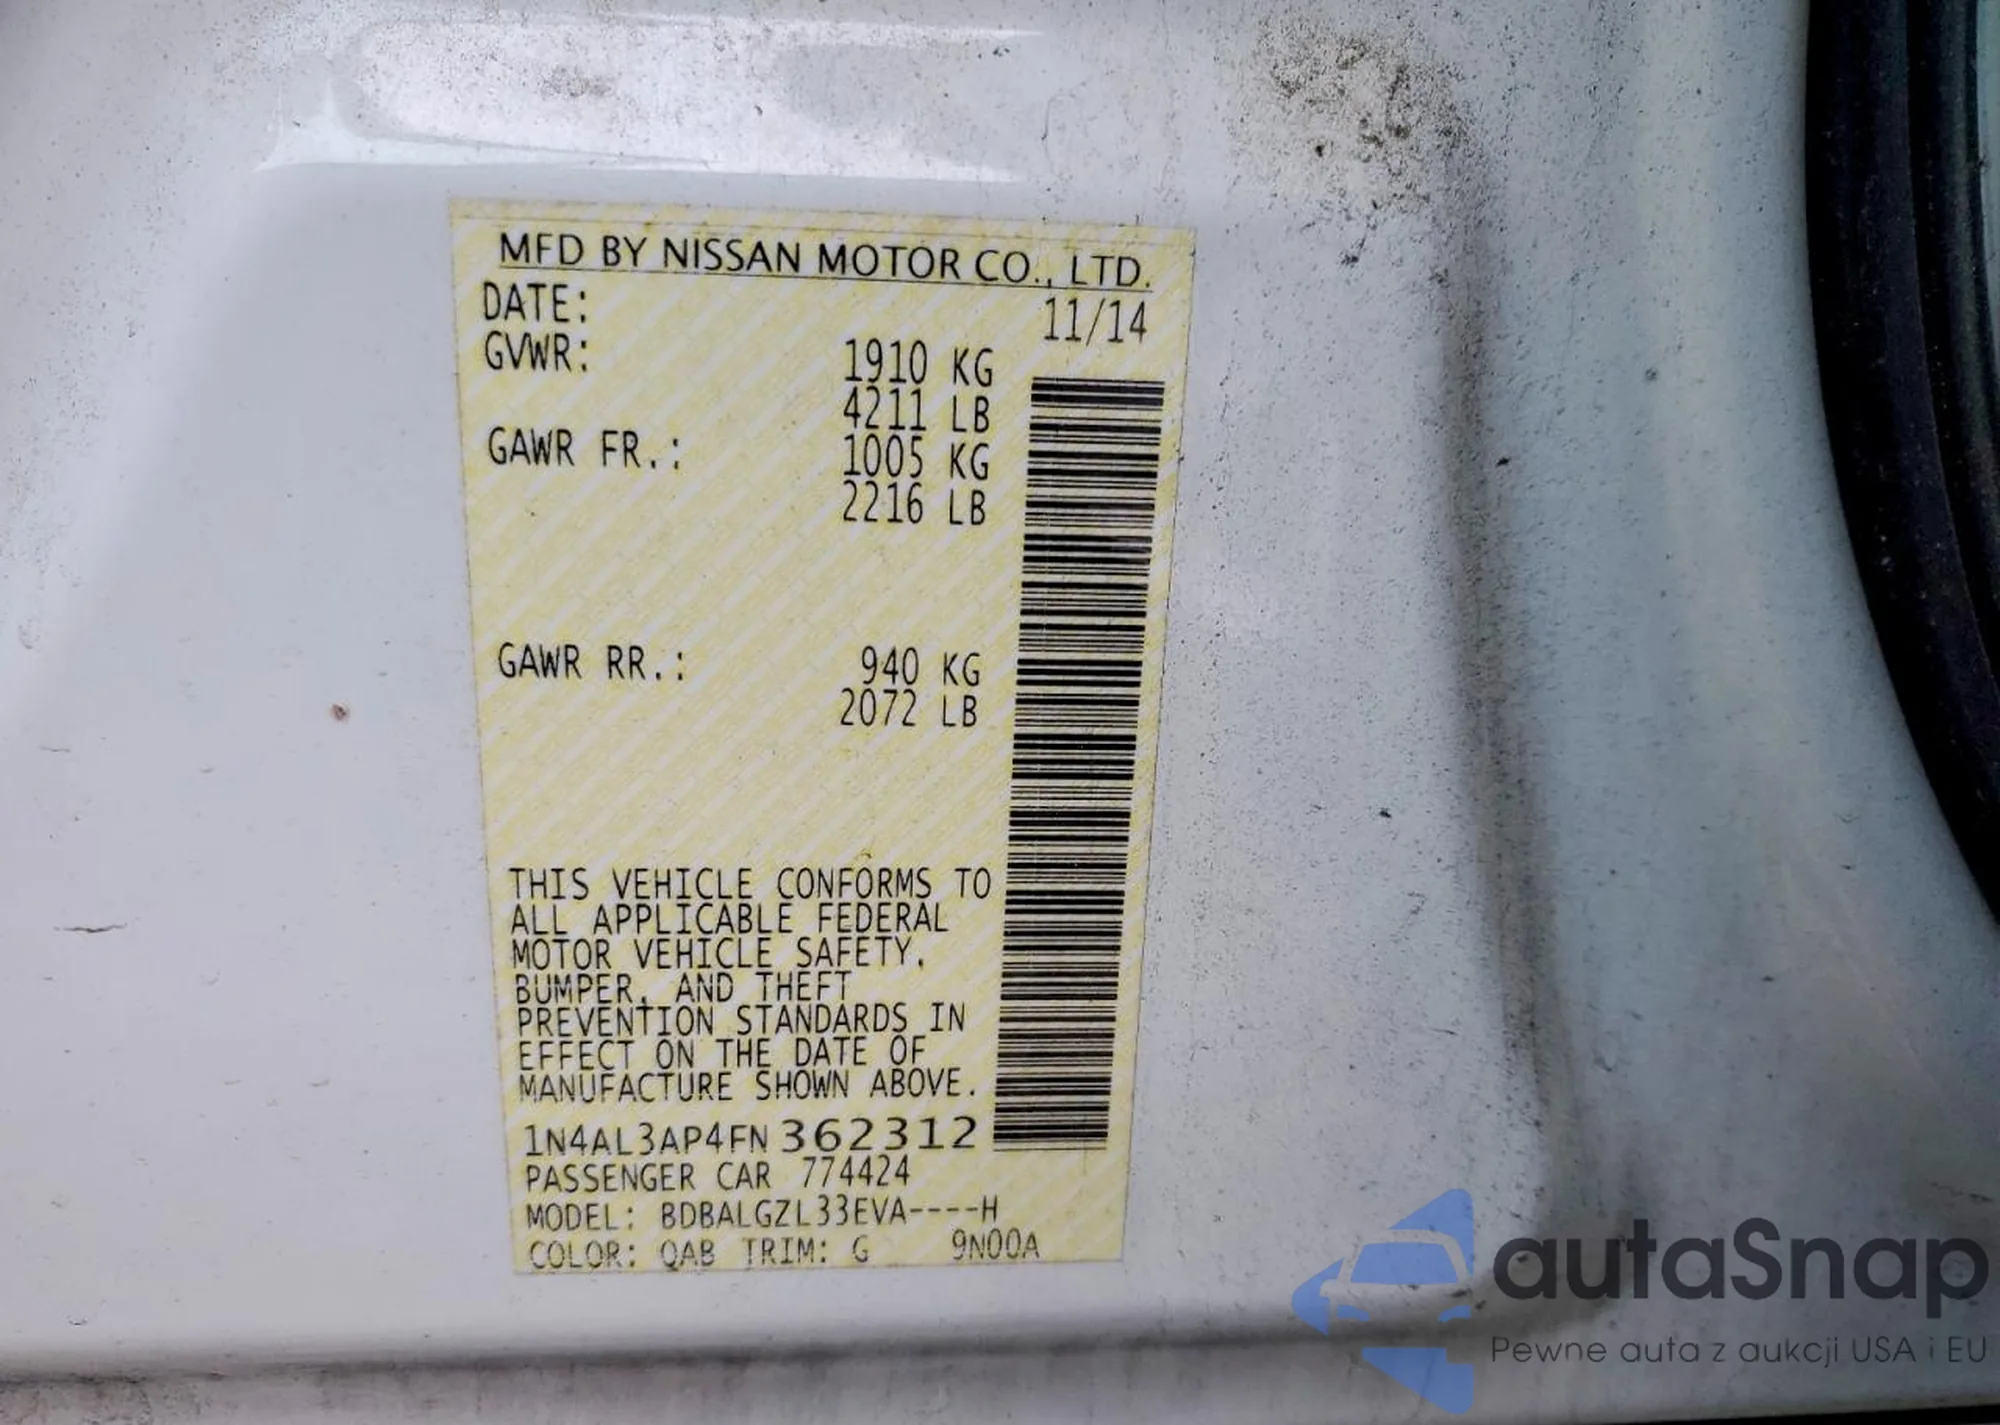 MFD BY NISSAN MOTOR CO., LTD.
DATE: 11/14
GVWR: 1910 KG
4211 LB
GAWR FR.: 1005 KG
2216 LB
GAWR RR.: 940 KG
2072 LB
THIS VEHICLE CONFORMS TO
ALL APPLICABLE FEDERAL
MOTOR VEHICLE SAFETY,
BUMPER, AND THEFT
PREVENTION STANDARDS IN
EFFECT ON THE DATE OF
MANUFACTURE SHOWN ABOVE.
1N4AL3AP4FN362312
PASSENGER CAR 774424
MODEL: BDBALGZL33EVA----H
COLOR: QAB TRIM: G 9N00A
autaSnap
Pewne auta z aukcji USA i EU